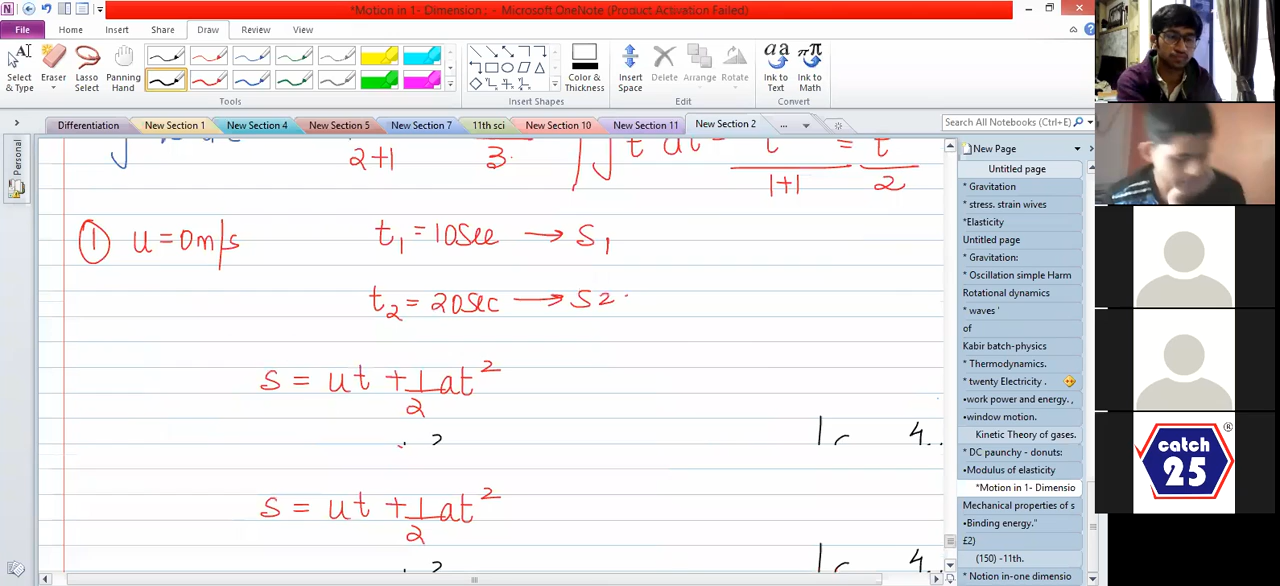 *Motion in 1- Dimension : - Microsoft OneNote (Product Activation Failed)
File Home Insert Share Draw Review View
Select & Type Eraser Lasso Select Panning Hand Color & Thickness Insert Space Delete Arrange Rotate Ink to Text Ink to Math
Tools Insert Shapes Edit Convert
Differentiation New Section 1 New Section 4 New Section 5 New Section 7 11th sci New Section 10 New Section 11 New Section 2 ... Search All Notebooks (Ctrl+E)
Personal
New Page
Untitled page
* Gravitation
* stress. strain wives
*Elasticity
Untitled page
* Gravitation:
* Oscillation simple Harm
Rotational dynamics
* waves '
of
Kabir batch-physics
* Thermodynamics.
* twenty Electricity .
•work power and energy. ,
•window motion.
Kinetic Theory of gases.
* DC paunchy - donuts:
•Modulus of elasticity
*Motion in 1- Dimensio
Mechanical properties of s
•Binding energy."
£2)
(150) -11th.
* Notion in-one dimensio
2+1 3 1+1 = 2
① u = 0m/s t₁ = 10Sec → S₁
t₂ = 20Sec → S2
s = ut + 1/2 at²
s = ut + 1/2 at²
catch
25
®